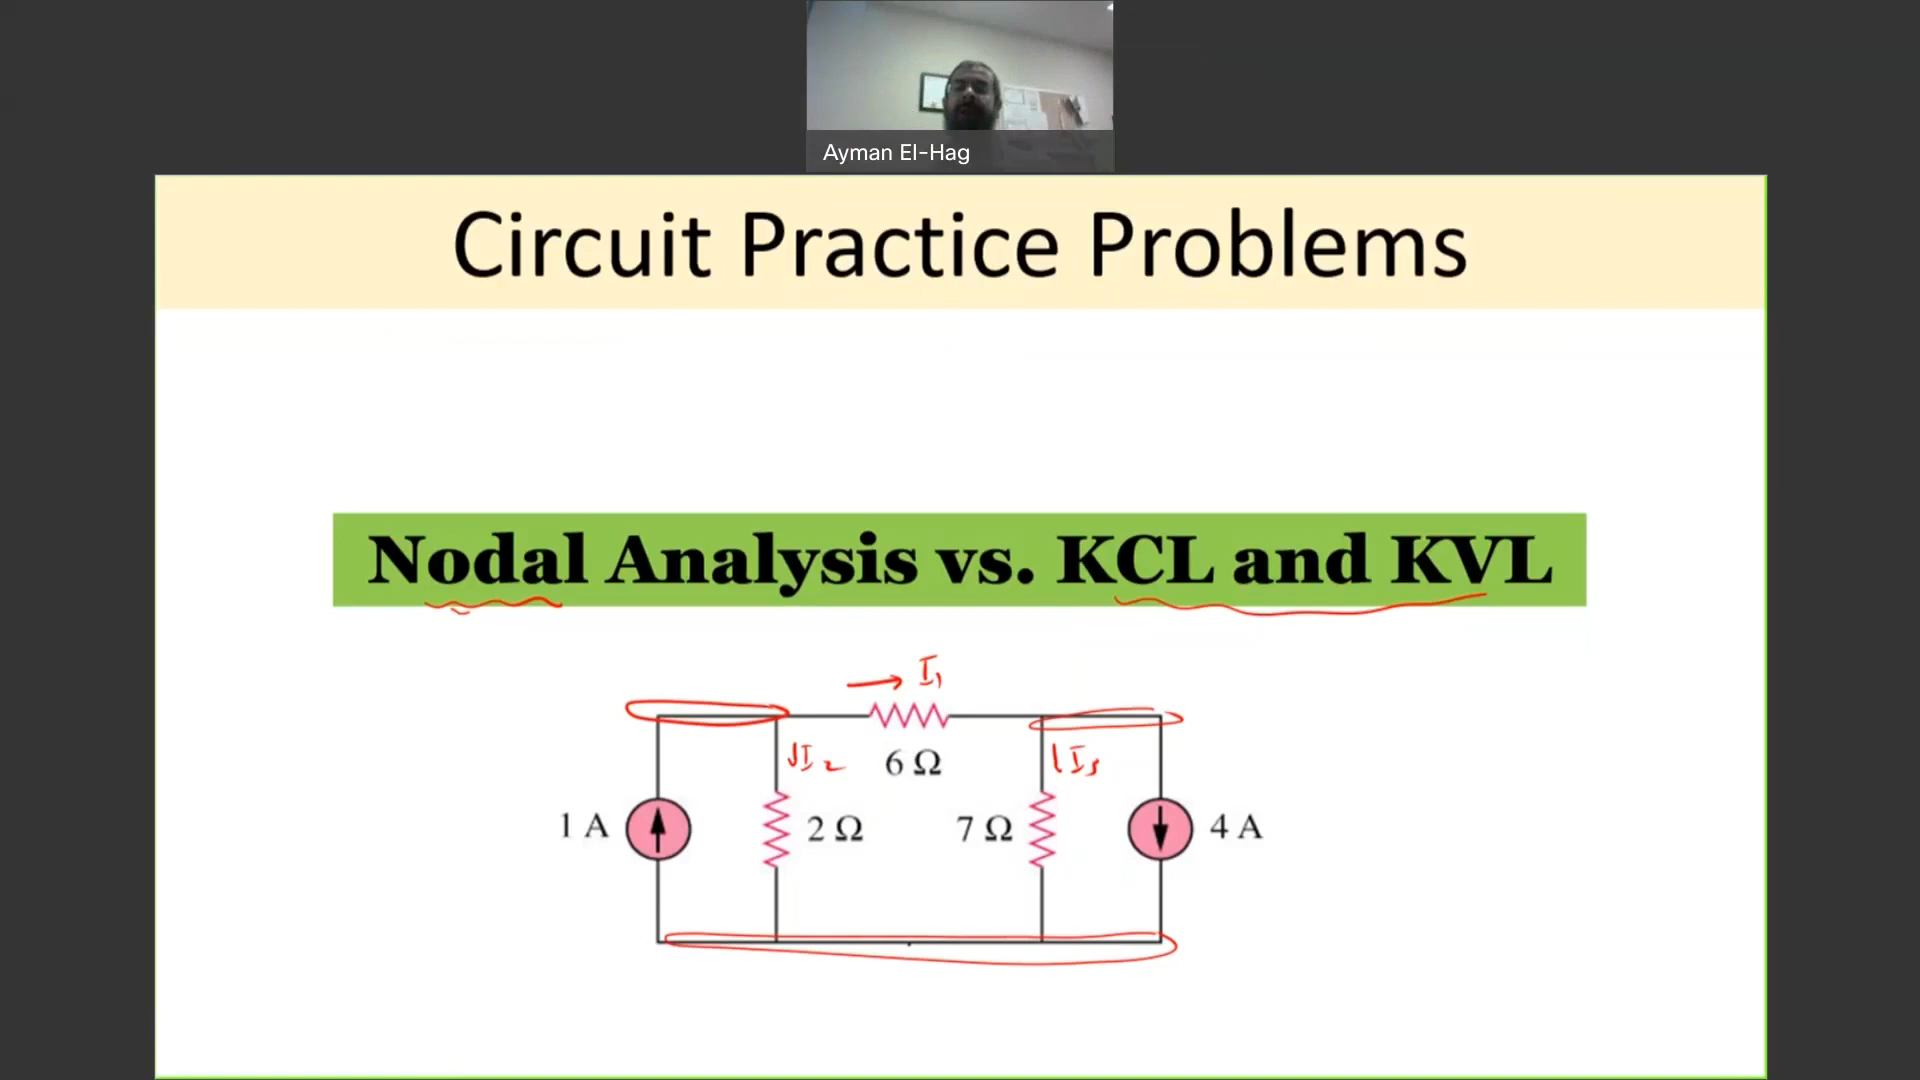 Ayman El-Hag
Circuit Practice Problems
Nodal Analysis vs. KCL and KVL
I₁
I₂
6 Ω
I₃
1 A
2 Ω
7 Ω
4 A